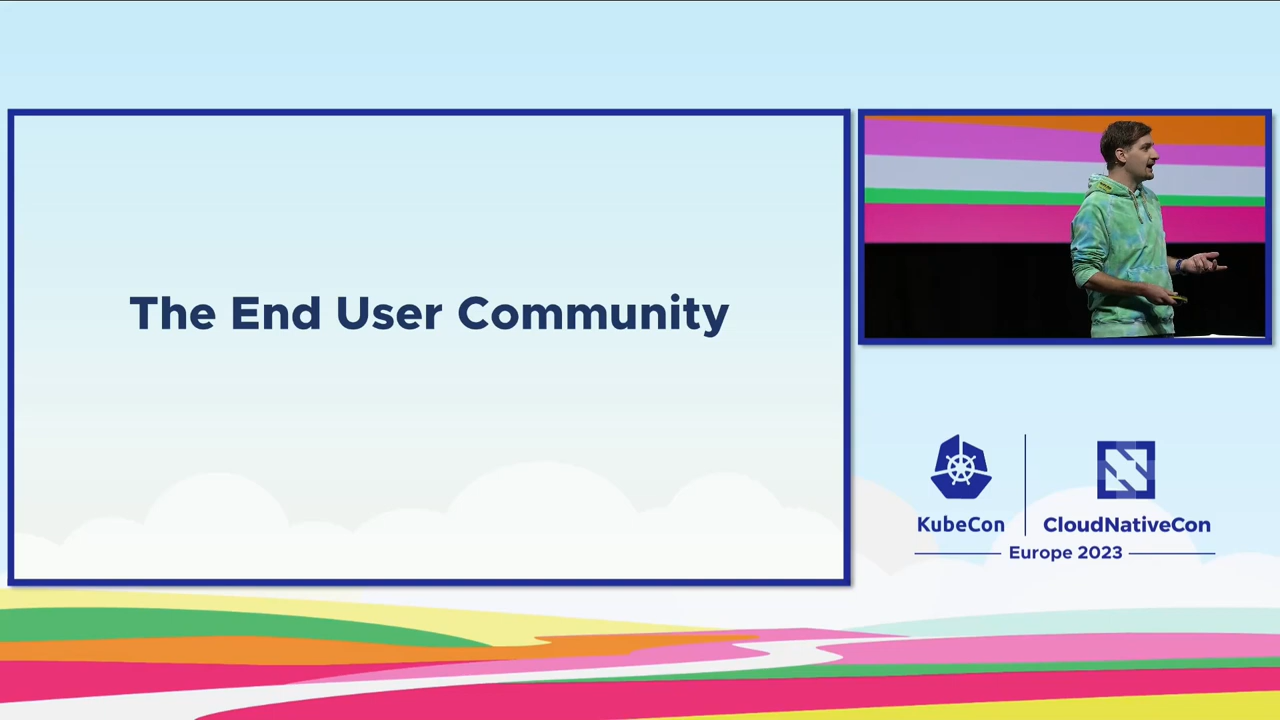 The End User Community
KubeCon
CloudNativeCon
Europe 2023